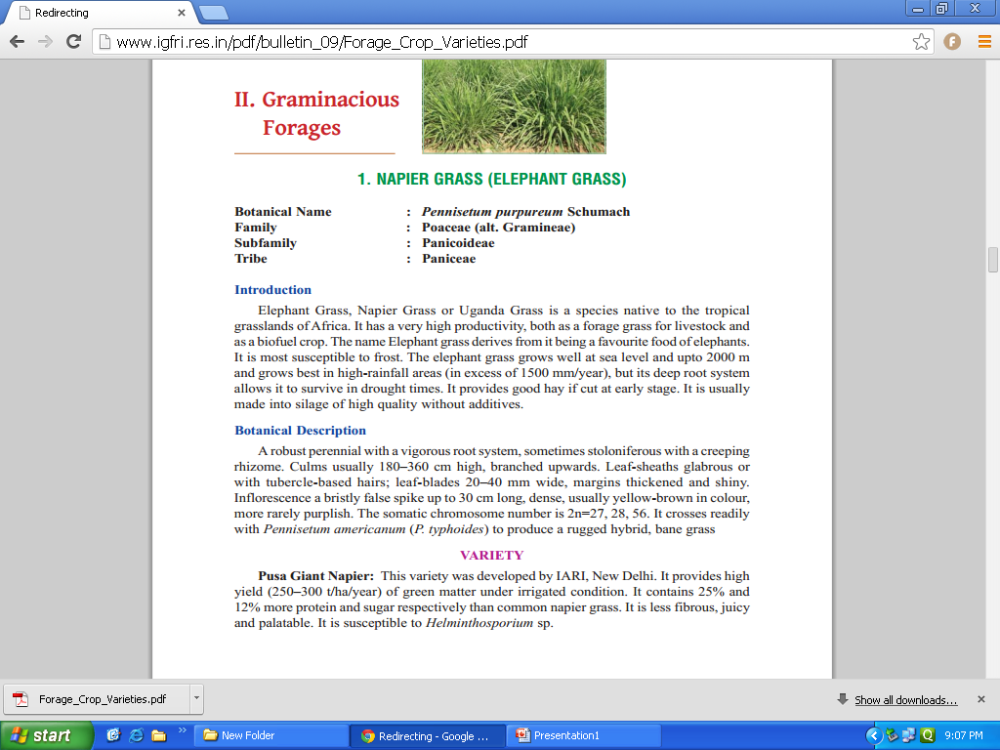 Redirecting
www.igfri.res.in/pdf/bulletin_09/Forage_Crop_Varieties.pdf
F
II. Graminacious
Forages
1. NAPIER GRASS (ELEPHANT GRASS)
Botanical Name : Pennisetum purpureum Schumach
Family : Poaceae (alt. Gramineae)
Subfamily : Panicoideae
Tribe : Paniceae
Introduction
Elephant Grass, Napier Grass or Uganda Grass is a species native to the tropical
grasslands of Africa. It has a very high productivity, both as a forage grass for livestock and
as a biofuel crop. The name Elephant grass derives from it being a favourite food of elephants.
It is most susceptible to frost. The elephant grass grows well at sea level and upto 2000 m
and grows best in high-rainfall areas (in excess of 1500 mm/year), but its deep root system
allows it to survive in drought times. It provides good hay if cut at early stage. It is usually
made into silage of high quality without additives.
Botanical Description
A robust perennial with a vigorous root system, sometimes stoloniferous with a creeping
rhizome. Culms usually 180–360 cm high, branched upwards. Leaf-sheaths glabrous or
with tubercle-based hairs; leaf-blades 20–40 mm wide, margins thickened and shiny.
Inflorescence a bristly false spike up to 30 cm long, dense, usually yellow-brown in colour,
more rarely purplish. The somatic chromosome number is 2n=27, 28, 56. It crosses readily
with Pennisetum americanum (P. typhoides) to produce a rugged hybrid, bane grass
VARIETY
Pusa Giant Napier: This variety was developed by IARI, New Delhi. It provides high
yield (250–300 t/ha/year) of green matter under irrigated condition. It contains 25% and
12% more protein and sugar respectively than common napier grass. It is less fibrous, juicy
and palatable. It is susceptible to Helminthosporium sp.
Forage_Crop_Varieties.pdf
Show all downloads...
start
New Folder
Redirecting - Google ...
Presentation1
9:07 PM